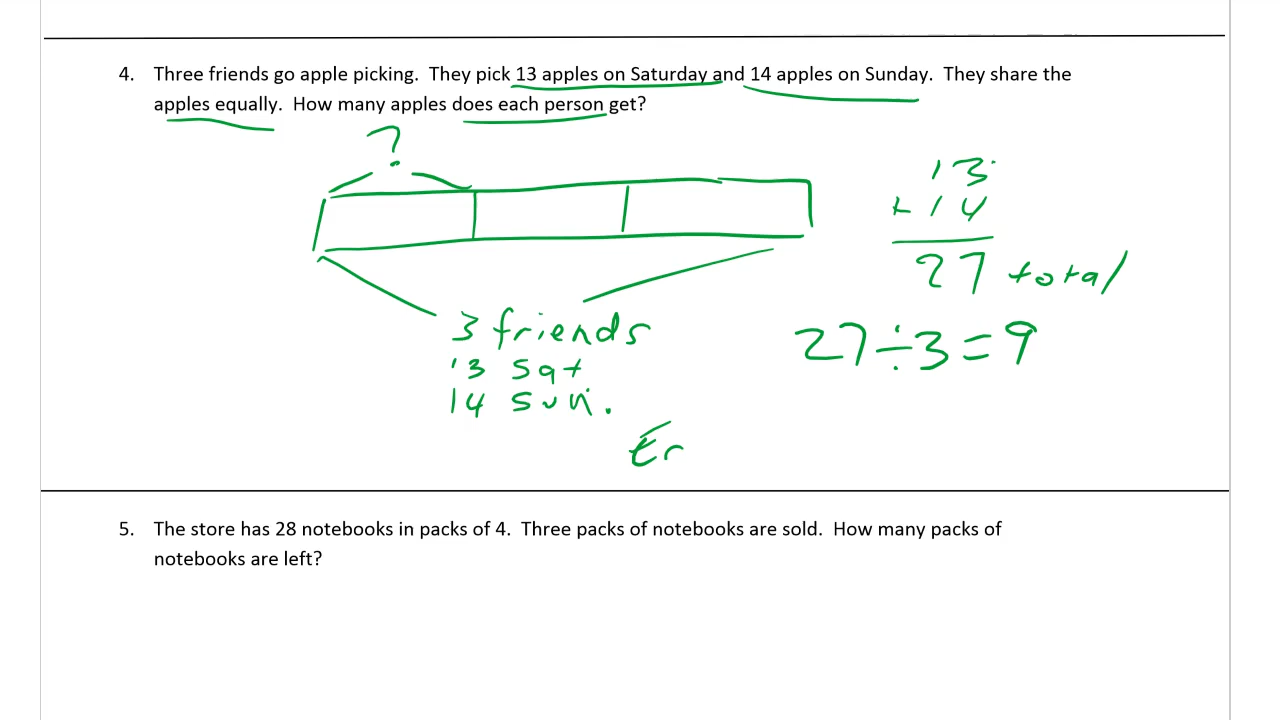 4. Three friends go apple picking. They pick 13 apples on Saturday and 14 apples on Sunday. They share the
apples equally. How many apples does each person get?
?
13
+ 14
27 total
3 friends
27 ÷ 3 = 9
13 Sat
14 Sun.
Er
5. The store has 28 notebooks in packs of 4. Three packs of notebooks are sold. How many packs of
notebooks are left?